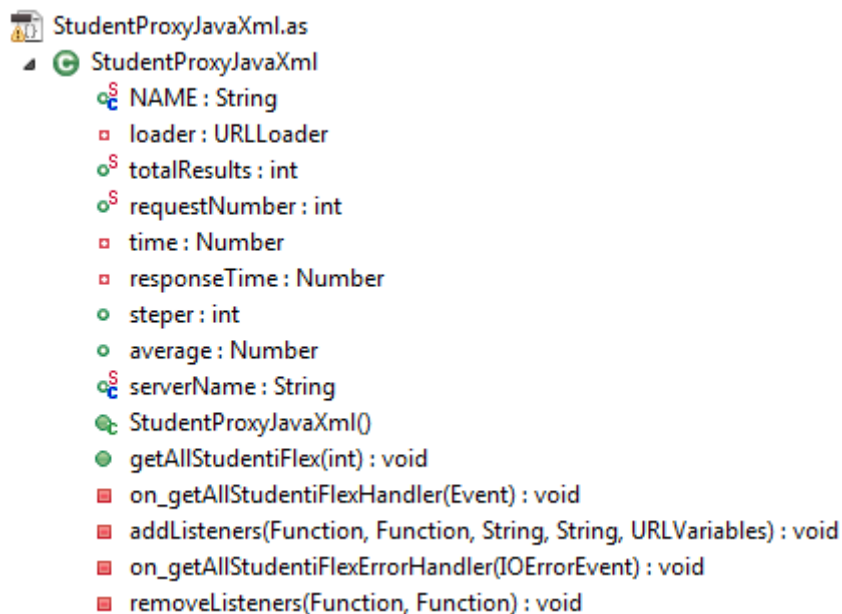 StudentProxyJavaXml.as
StudentProxyJavaXml
NAME : String
loader : URLLoader
totalResults : int
requestNumber : int
time : Number
responseTime : Number
steper : int
average : Number
serverName : String
StudentProxyJavaXml()
getAllStudentiFlex(int) : void
on_getAllStudentiFlexHandler(Event) : void
addListeners(Function, Function, String, String, URLVariables) : void
on_getAllStudentiFlexErrorHandler(IOErrorEvent) : void
removeListeners(Function, Function) : void